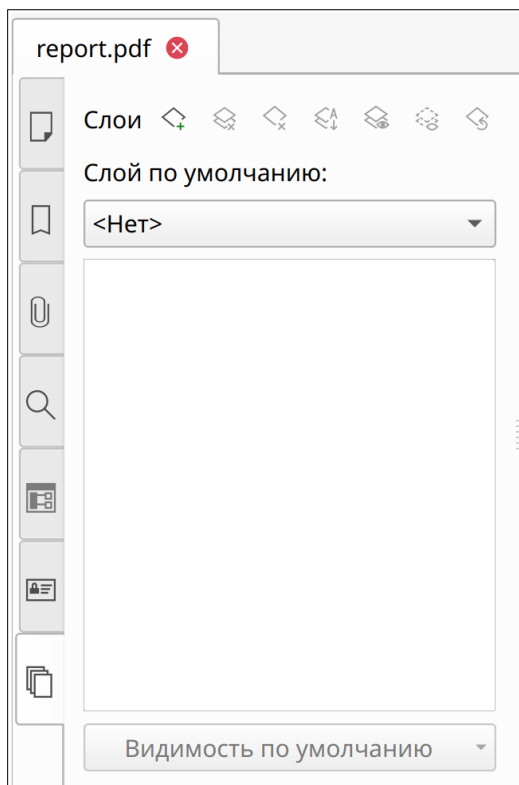 report.pdf
Слои
Слой по умолчанию:
<Нет>
Видимость по умолчанию